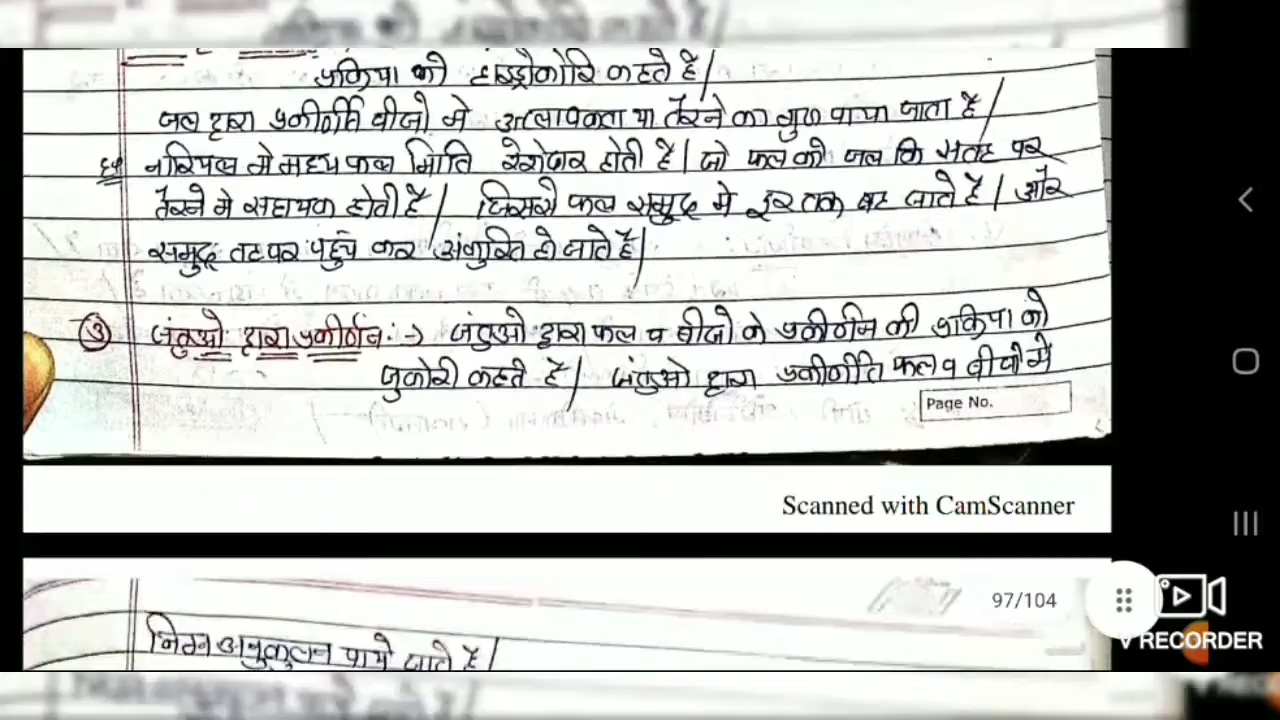 प्रक्रिया को हाइड्रोकोरि कहते है|
जल द्वारा प्रकीर्णित बीजो मे उत्लापकता या तैरने का गुण पाया जाता है|
नारियल मे मध्य फल भिति रेशेदार होती है| जो फल को जल कि सतह पर
तैरने मे सहायक होती है| जिससे फल समुद्र मे दूर तक बह जाते है| और
समुद्र तट पर पहुंच कर अंकुरित हो जाते है|
③ जंतुओ द्वारा प्रकीर्णन :→ जंतुओ द्वारा फल व बीजो के प्रकीर्णन की प्रक्रिया को
जुकोरी कहते है| जंतुओ द्वारा प्रकीर्णित फल व बीजो मे
Page No.
Scanned with CamScanner
97/104
निम्न अनुकूलन पाये जाते है|
V RECORDER